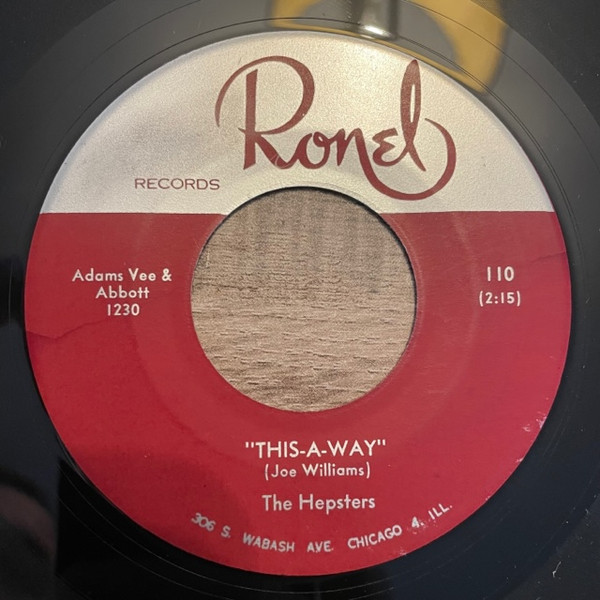 Ronel
RECORDS
Adams Vee &
Abbott
1230
110
(2:15)
"THIS-A-WAY"
(Joe Williams)
The Hepsters
306 S. WABASH AVE. CHICAGO 4, ILL.